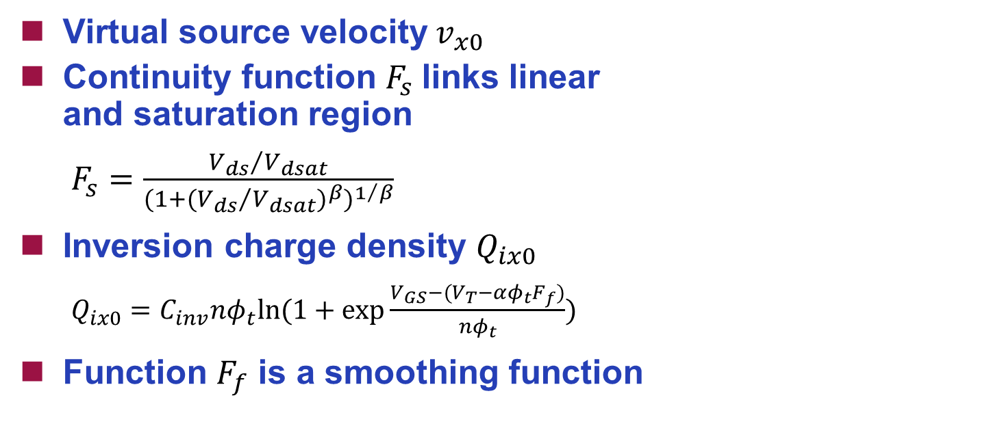 ■ Virtual source velocity $v_{x0}$
■ Continuity function $F_s$ links linear
and saturation region
$F_s = \frac{V_{ds}/V_{dsat}}{(1+(V_{ds}/V_{dsat})^{\beta})^{1/\beta}}$
■ Inversion charge density $Q_{ix0}$
$Q_{ix0} = C_{inv}n\phi_t\ln(1 + \exp\frac{V_{GS}-(V_T-\alpha\phi_t F_f)}{n\phi_t})$
■ Function $F_f$ is a smoothing function